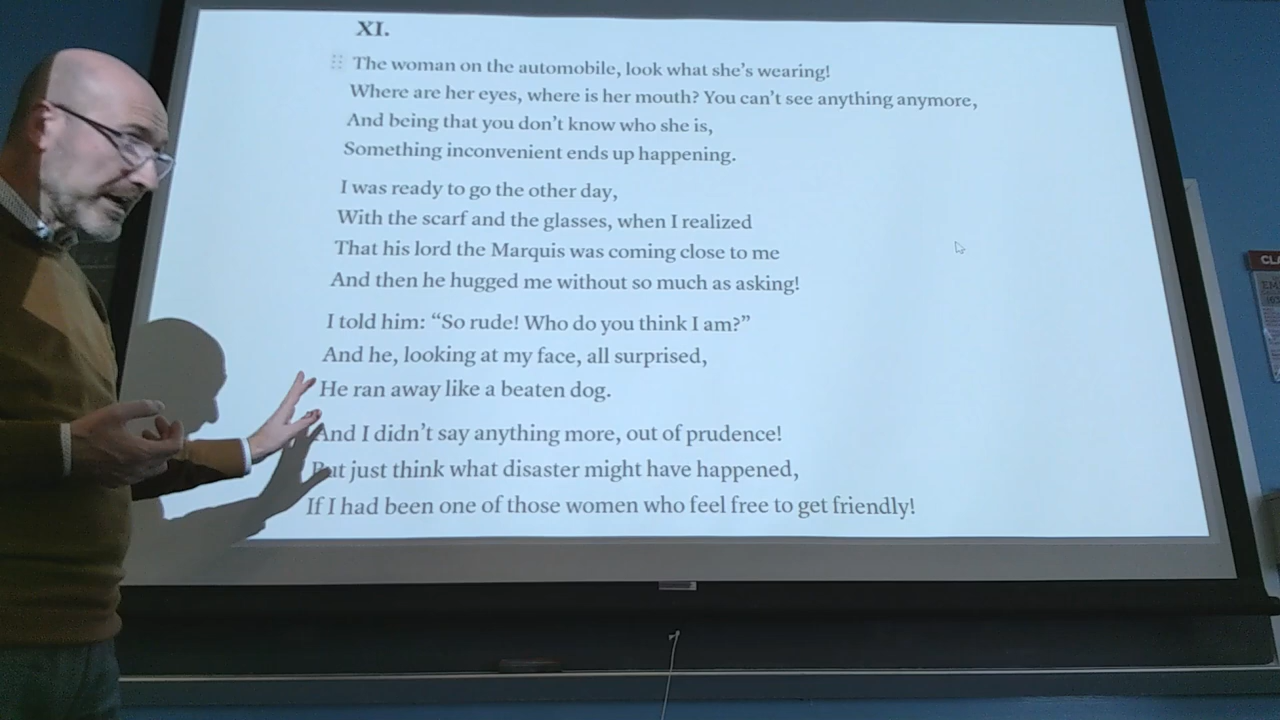 XI.
The woman on the automobile, look what she's wearing!
Where are her eyes, where is her mouth? You can't see anything anymore,
And being that you don't know who she is,
Something inconvenient ends up happening.
I was ready to go the other day,
With the scarf and the glasses, when I realized
That his lord the Marquis was coming close to me
And then he hugged me without so much as asking!
I told him: “So rude! Who do you think I am?”
And he, looking at my face, all surprised,
He ran away like a beaten dog.
And I didn't say anything more, out of prudence!
But just think what disaster might have happened,
If I had been one of those women who feel free to get friendly!
CL